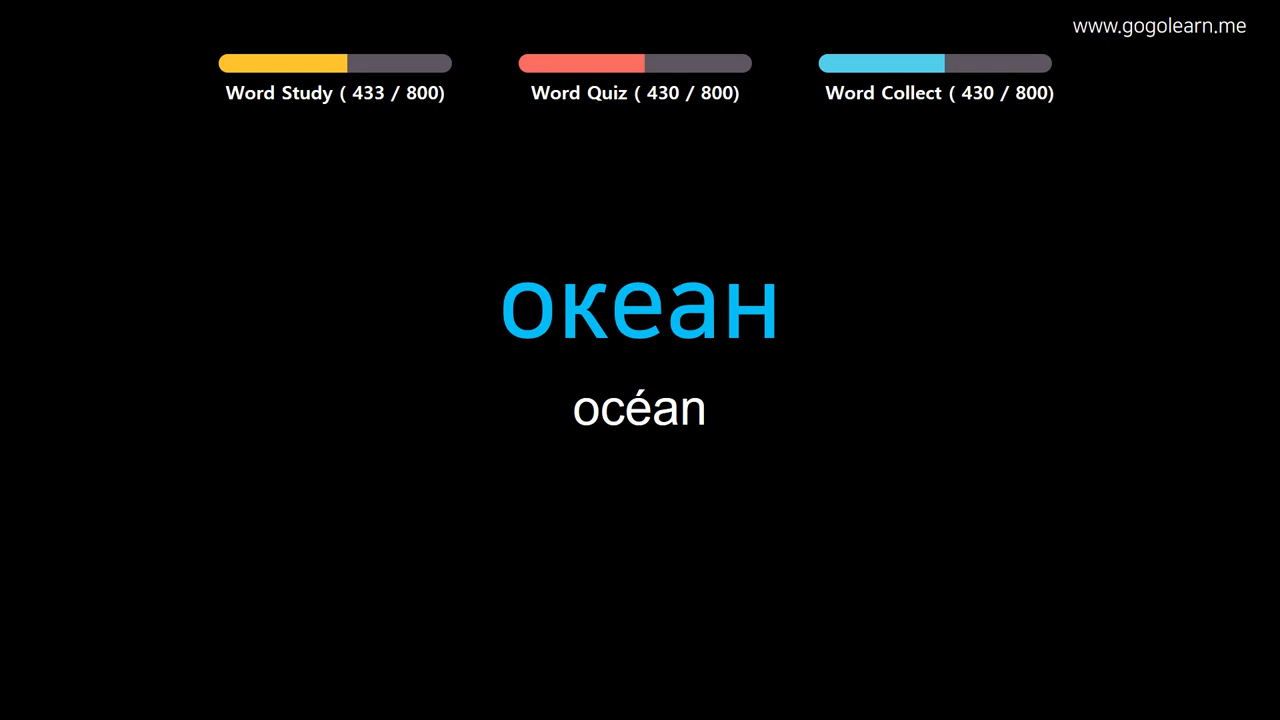 www.gogolearn.me
Word Study ( 433 / 800)
Word Quiz ( 430 / 800)
Word Collect ( 430 / 800)
океан
océan